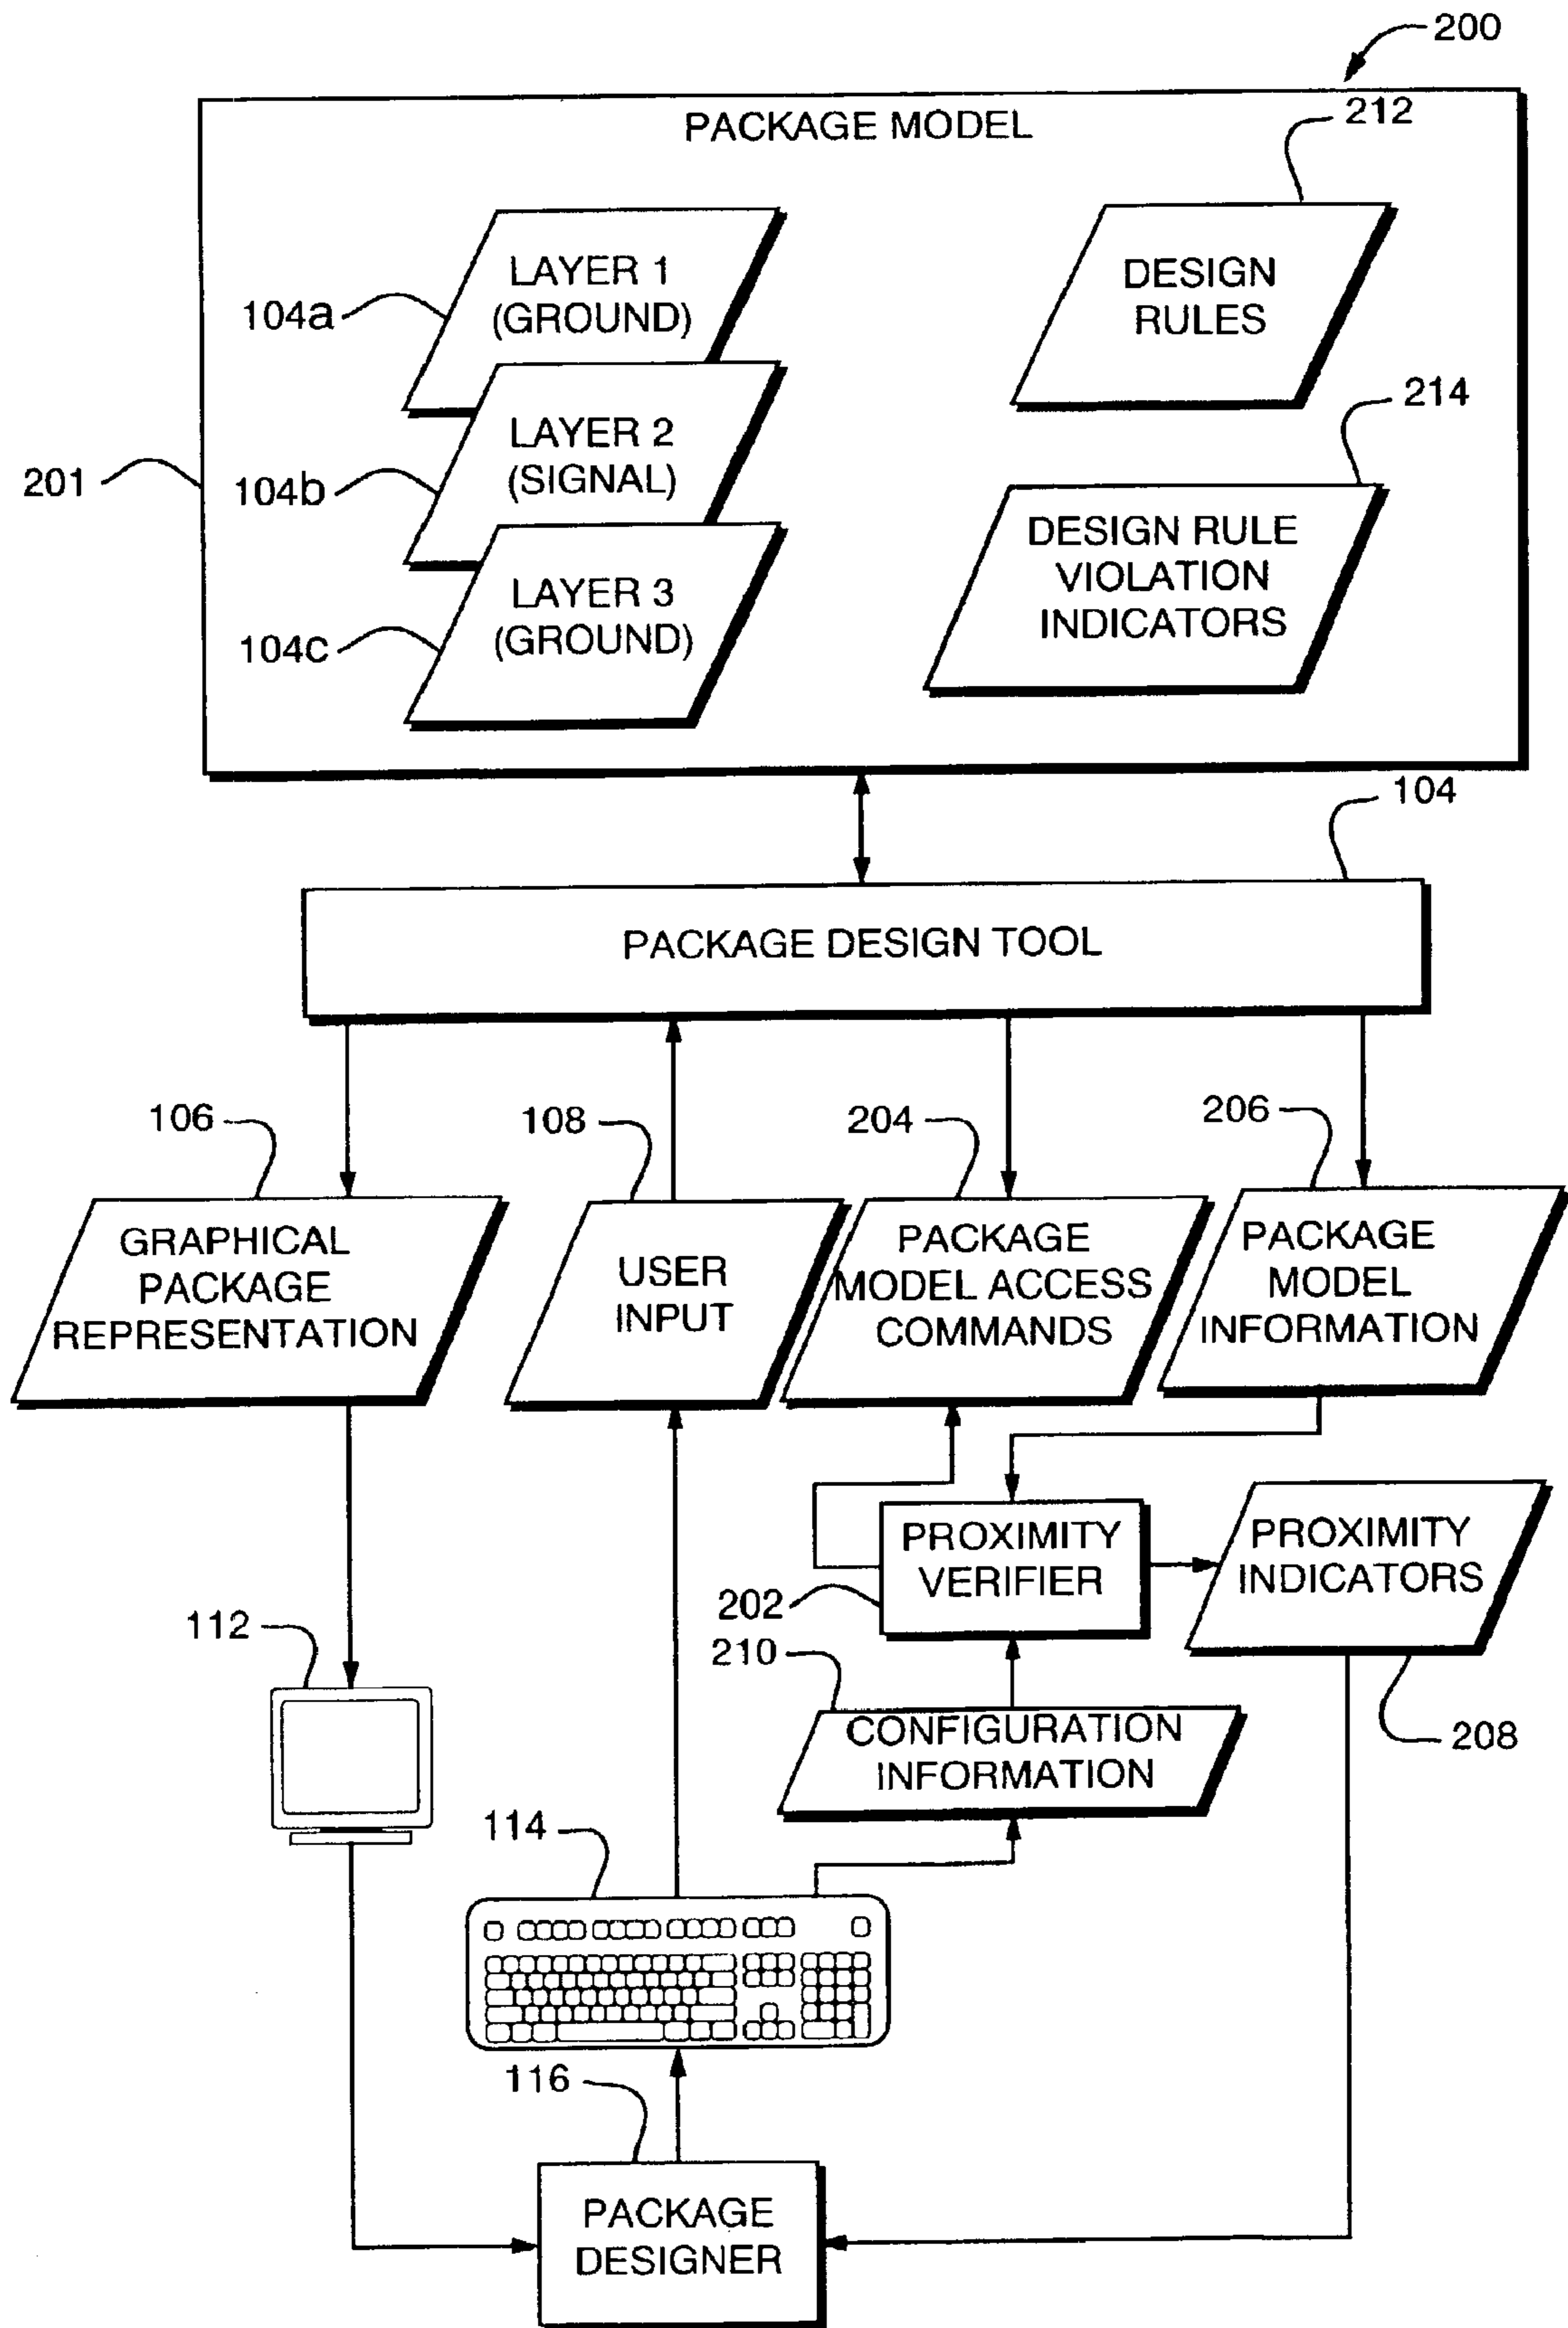 200
PACKAGE MODEL
212
LAYER 1
(GROUND)
104a
DESIGN
RULES
214
LAYER 2
(SIGNAL)
201
104b
DESIGN RULE
VIOLATION
INDICATORS
LAYER 3
(GROUND)
104c
104
PACKAGE DESIGN TOOL
106
108
204
206
GRAPHICAL
PACKAGE
REPRESENTATION
USER
INPUT
PACKAGE
MODEL ACCESS
COMMANDS
PACKAGE
MODEL
INFORMATION
PROXIMITY
VERIFIER
202
PROXIMITY
INDICATORS
208
112
210
CONFIGURATION
INFORMATION
114
116
PACKAGE
DESIGNER